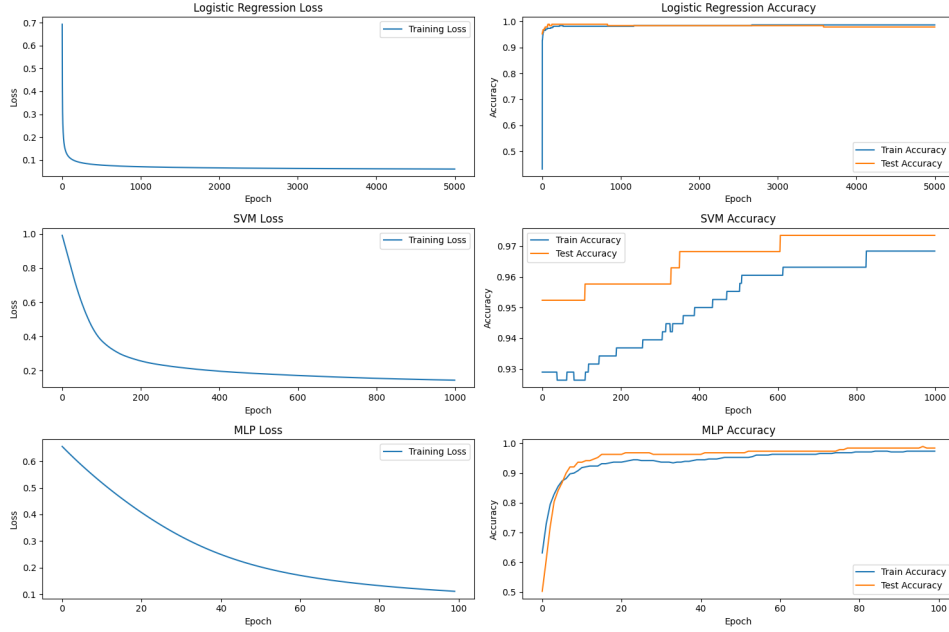 Logistic Regression Loss
0.7
0.6
0.5
0.4
0.3
0.2
0.1
Loss
Training Loss
0 1000 2000 3000 4000 5000
Epoch
Logistic Regression Accuracy
1.0
0.9
0.8
0.7
0.6
0.5
Accuracy
Train Accuracy
Test Accuracy
0 1000 2000 3000 4000 5000
Epoch
SVM Loss
1.0
0.8
0.6
0.4
0.2
Loss
Training Loss
0 200 400 600 800 1000
Epoch
SVM Accuracy
0.97
0.96
0.95
0.94
0.93
Accuracy
Train Accuracy
Test Accuracy
0 200 400 600 800 1000
Epoch
MLP Loss
0.6
0.5
0.4
0.3
0.2
0.1
Loss
Training Loss
0 20 40 60 80 100
Epoch
MLP Accuracy
1.0
0.9
0.8
0.7
0.6
0.5
Accuracy
Train Accuracy
Test Accuracy
0 20 40 60 80 100
Epoch